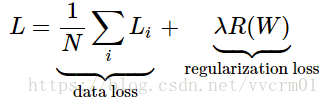 L = 1/N ∑_i L_i + λR(W)
data loss regularization loss
https://blog.csdn.net/vvcrm01